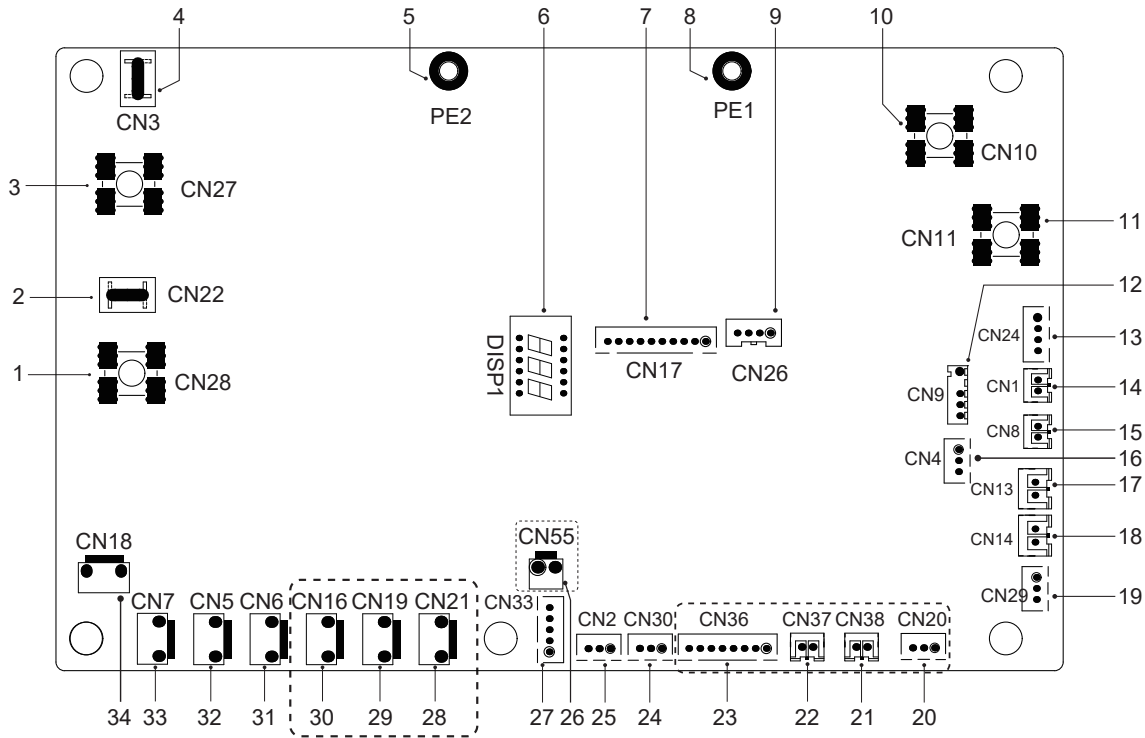 4 5 6 7 8 9 10
CN3
PE2
PE1
CN10
3
CN27
CN11
11
2
CN22
12
CN24
13
DISP1
CN17
CN26
1
CN28
CN9
CN1
14
CN8
15
CN4
16
CN13
17
CN18
CN55
CN14
18
CN7 CN5 CN6 CN16 CN19 CN21
CN33
CN2 CN30 CN36 CN37 CN38 CN20
CN29
19
34 33 32 31 30 29 28 27 26 25 24 23 22 21 20